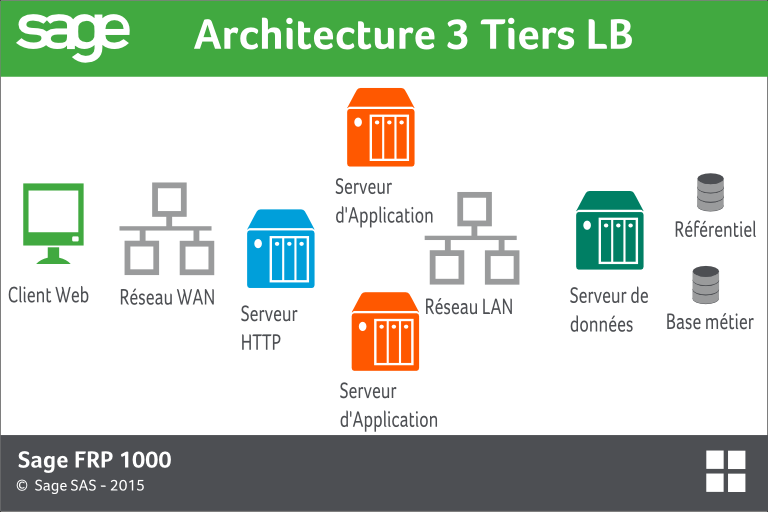 sage
Architecture 3 Tiers LB
Serveur
d'Application
Client Web
Réseau WAN
Serveur
HTTP
Serveur
d'Application
Réseau LAN
Serveur de
données
Référentiel
Base métier
Sage FRP 1000
© Sage SAS - 2015